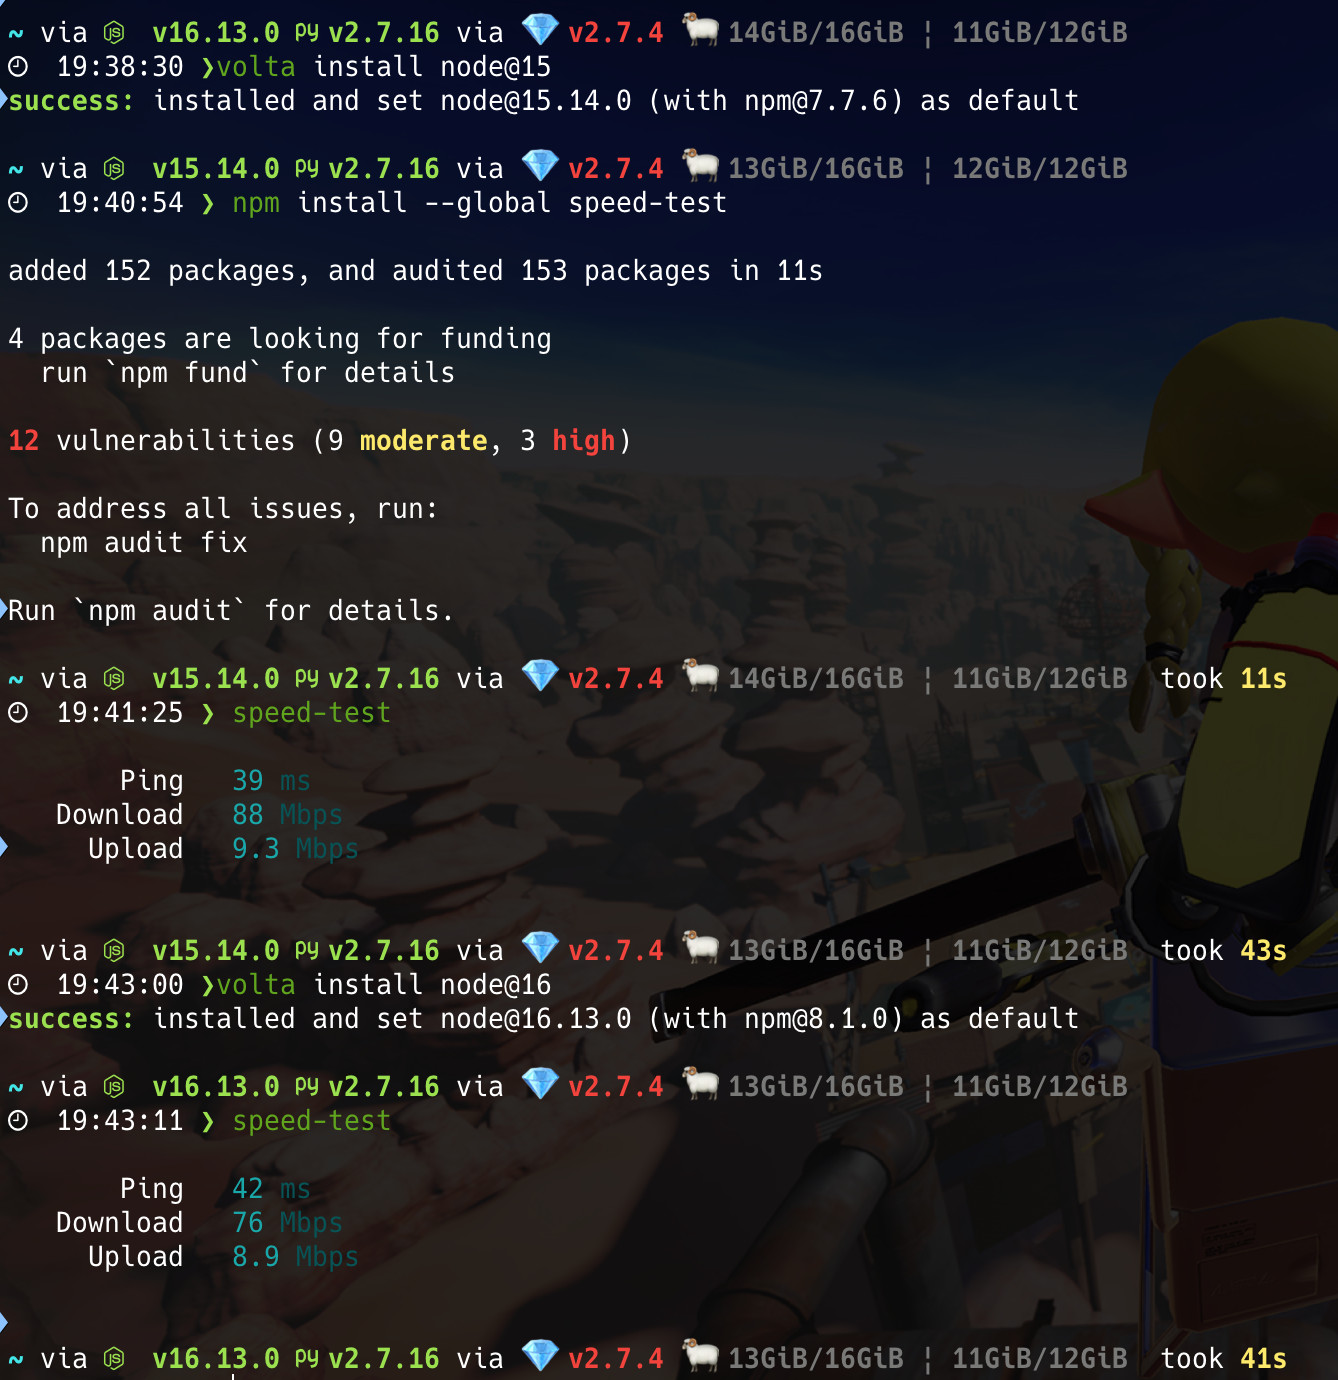 ~ via JS v16.13.0 py v2.7.16 via 💎 v2.7.4 🐏 14GiB/16GiB ¦ 11GiB/12GiB
19:38:30 ❯volta install node@15
success: installed and set node@15.14.0 (with npm@7.7.6) as default
~ via JS v15.14.0 py v2.7.16 via 💎 v2.7.4 🐏 13GiB/16GiB ¦ 12GiB/12GiB
19:40:54 ❯ npm install --global speed-test
added 152 packages, and audited 153 packages in 11s
4 packages are looking for funding
  run `npm fund` for details
12 vulnerabilities (9 moderate, 3 high)
To address all issues, run:
  npm audit fix
Run `npm audit` for details.
~ via JS v15.14.0 py v2.7.16 via 💎 v2.7.4 🐏 14GiB/16GiB ¦ 11GiB/12GiB took 11s
19:41:25 ❯ speed-test
Ping 39 ms
Download 88 Mbps
Upload 9.3 Mbps
~ via JS v15.14.0 py v2.7.16 via 💎 v2.7.4 🐏 13GiB/16GiB ¦ 11GiB/12GiB took 43s
19:43:00 ❯volta install node@16
success: installed and set node@16.13.0 (with npm@8.1.0) as default
~ via JS v16.13.0 py v2.7.16 via 💎 v2.7.4 🐏 13GiB/16GiB ¦ 11GiB/12GiB
19:43:11 ❯ speed-test
Ping 42 ms
Download 76 Mbps
Upload 8.9 Mbps
~ via JS v16.13.0 py v2.7.16 via 💎 v2.7.4 🐏 13GiB/16GiB ¦ 11GiB/12GiB took 41s